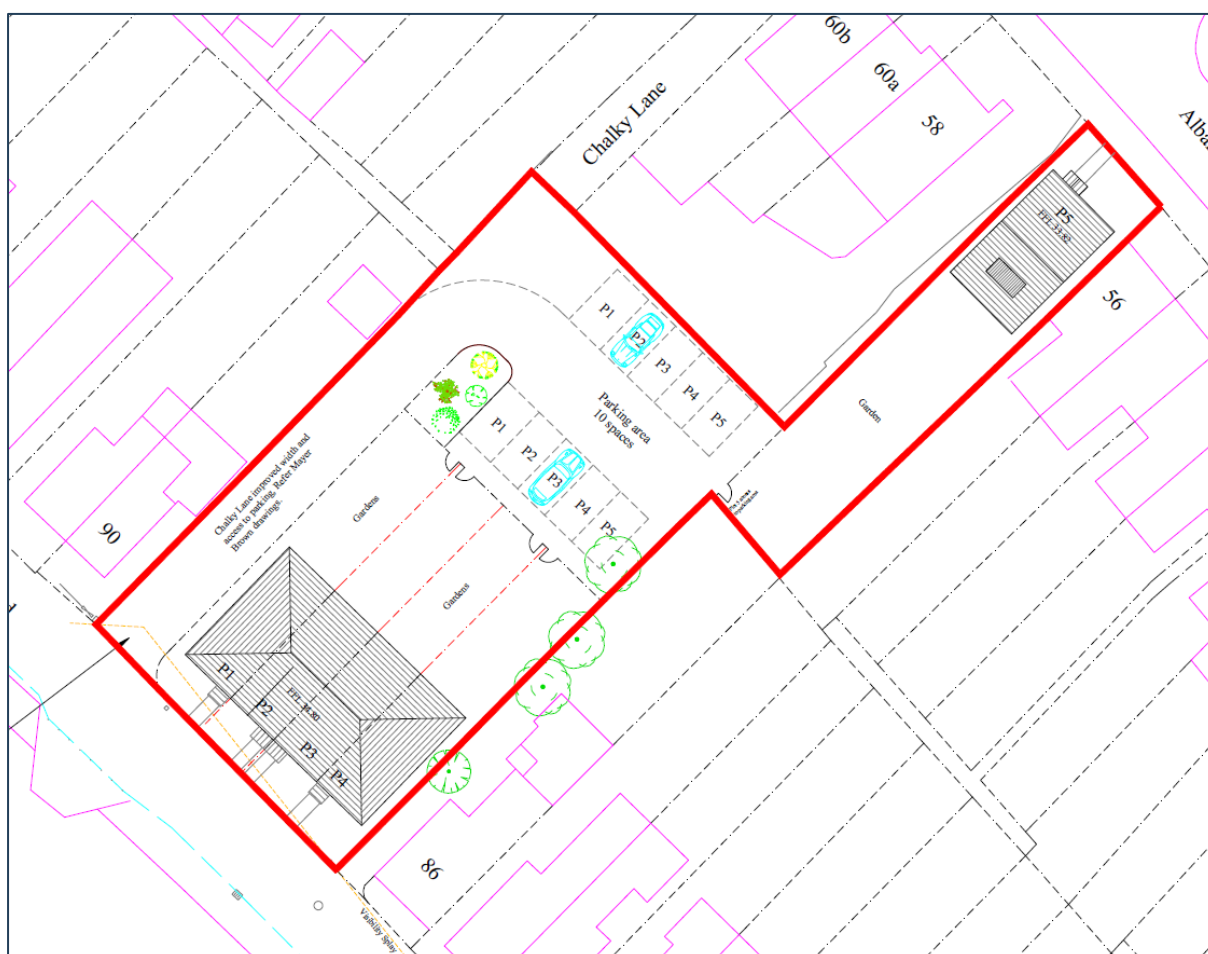 60b
60a
58
Chalky Lane
Alba
P5
FFL 33.82
56
P1
P2
P3
P4
P5
Parking area
10 spaces
Garden
P1
P2
P3
P4
P5
Chalky Lane improved width and
access to parking. Refer Mayer
Brown drawings.
Gardens
Gardens
90
P1
P2
FFL 34.80
P3
P4
86
Visibility Splay